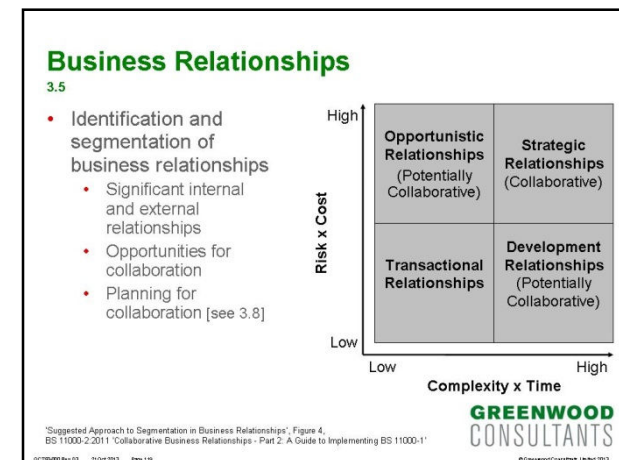 Business Relationships
3.5
• Identification and
segmentation of
business relationships
• Significant internal
and external
relationships
• Opportunities for
collaboration
• Planning for
collaboration [see 3.8]
High
Risk x Cost
Low
Opportunistic
Relationships
(Potentially
Collaborative)
Strategic
Relationships
(Collaborative)
Transactional
Relationships
Development
Relationships
(Potentially
Collaborative)
Low High
Complexity x Time
'Suggested Approach to Segmentation in Business Relationships', Figure 4,
BS 11000-2:2011 'Collaborative Business Relationships - Part 2: A Guide to Implementing BS 11000-1'
GREENWOOD
CONSULTANTS